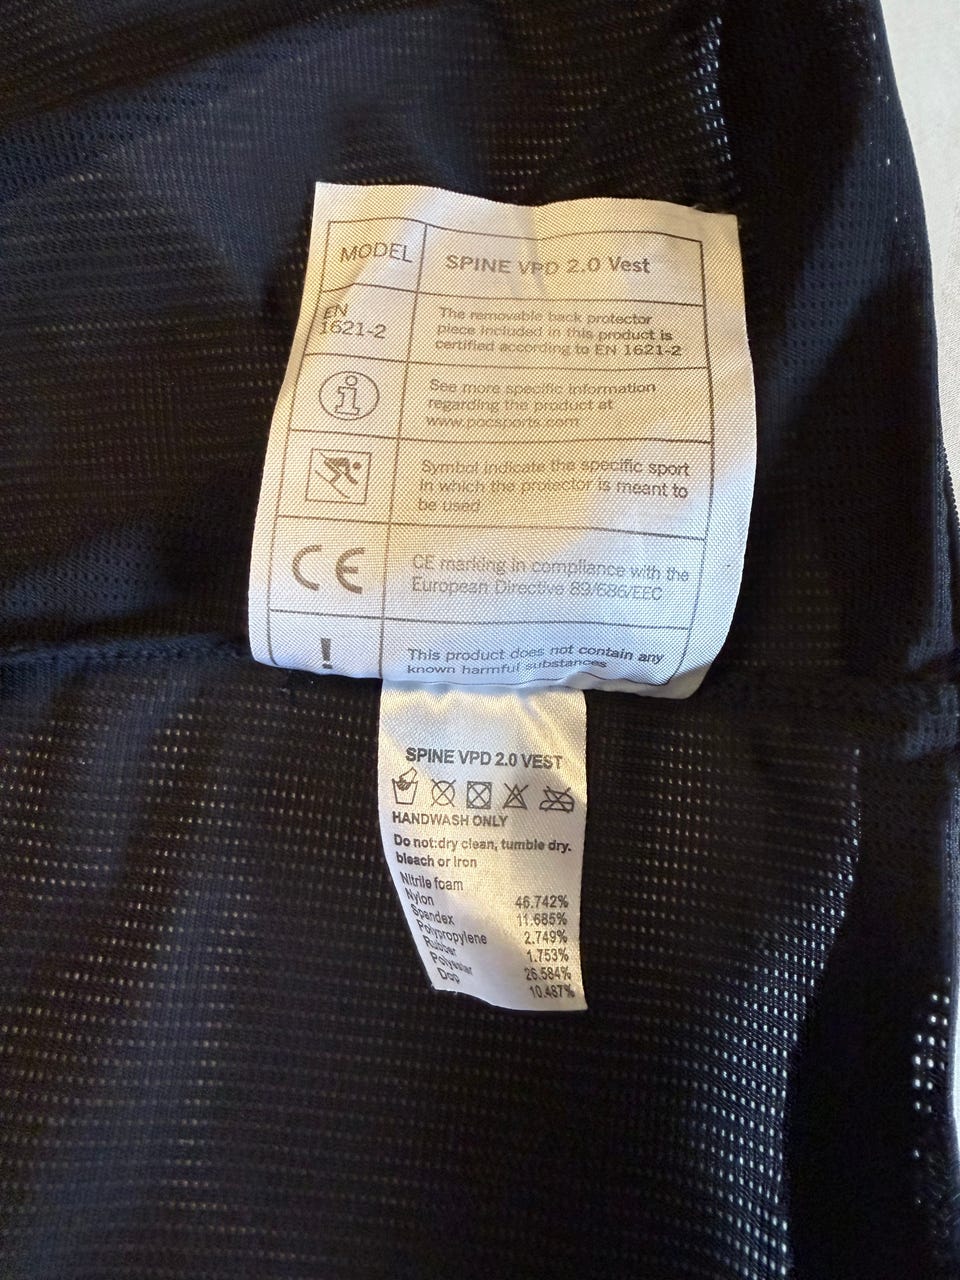 MODEL
SPINE VPD 2.0 Vest
EN
1621-2
The removable back protector
piece included in this product is
certified according to EN 1621-2
i
See more specific information
regarding the product at
www.pocsports.com
Symbol indicate the specific sport
in which the protector is meant to
be used
CE
CE marking in compliance with the
European Directive 89/686/EEC
!
This product does not contain any
known harmful substances
SPINE VPD 2.0 VEST
HANDWASH ONLY
Do not:dry clean, tumble dry.
bleach or iron
Nitrile foam
Nylon 46.742%
Spandex 11.685%
Polypropylene 2.749%
Rubber 1.753%
Polyester 26.584%
Dop 10.487%